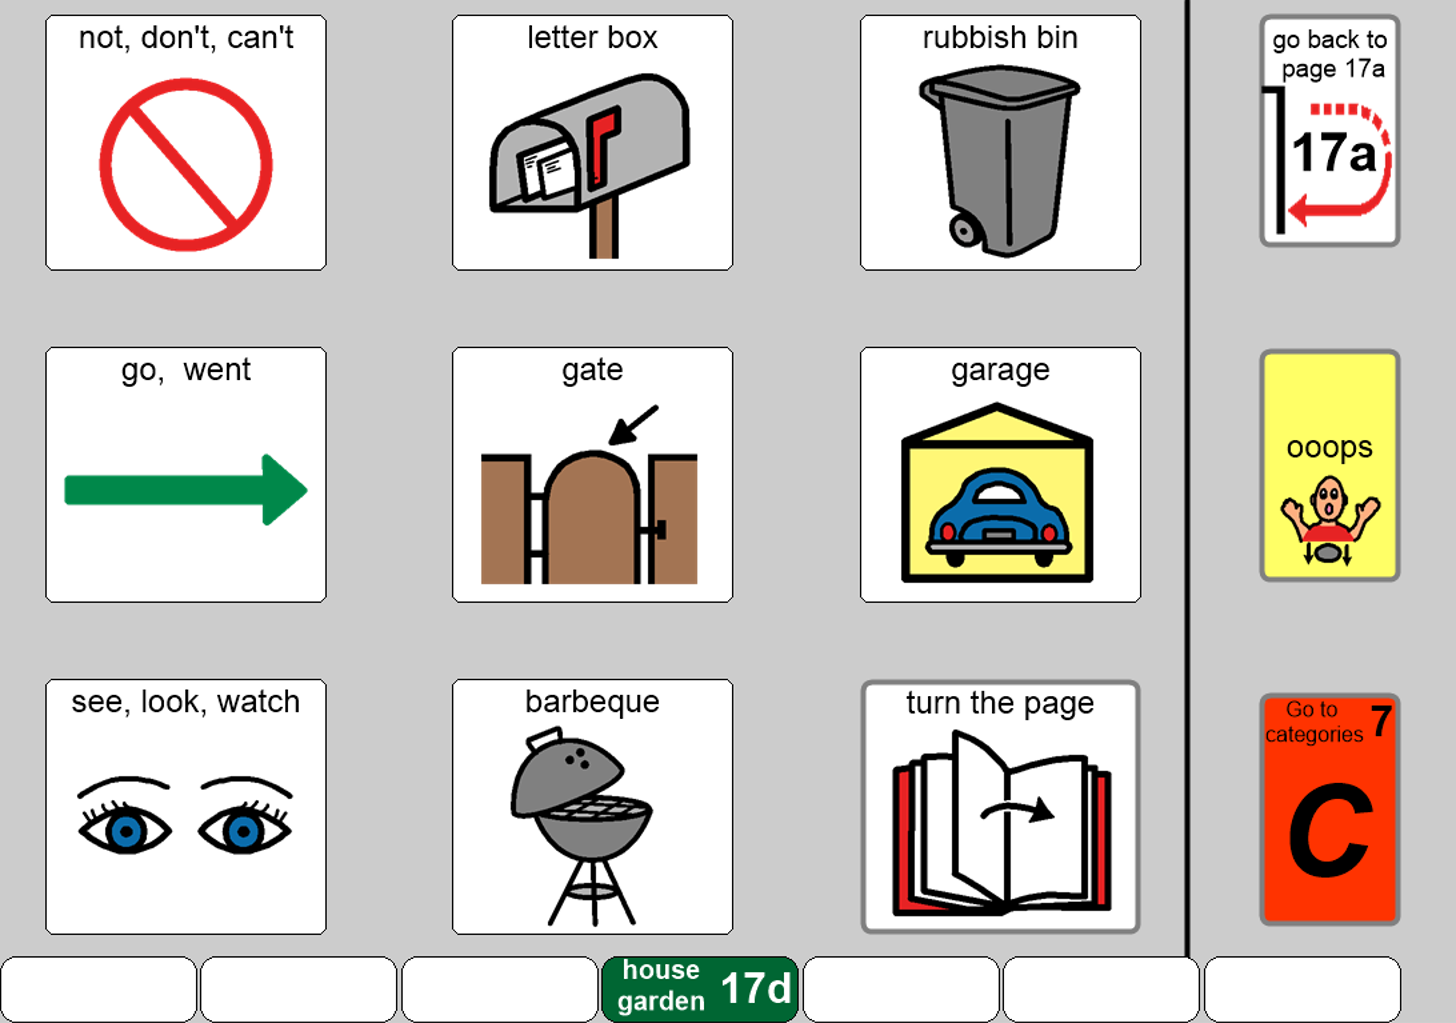 not, don't, can't
letter box
rubbish bin
go back to
page 17a
17a
go, went
gate
garage
ooops
see, look, watch
barbeque
turn the page
Go to
categories 7
C
house
garden 17d